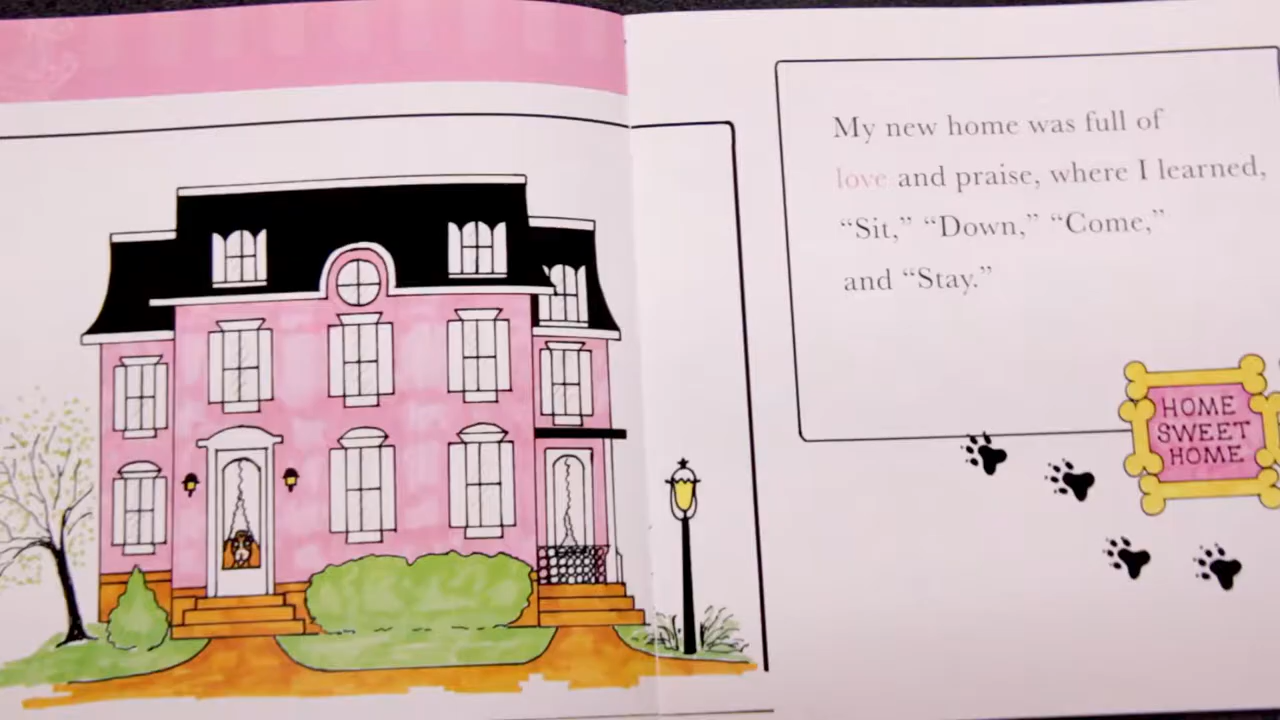 My new home was full of
love and praise, where I learned,
“Sit,” “Down,” “Come,”
and “Stay.”
HOME
SWEET
HOME